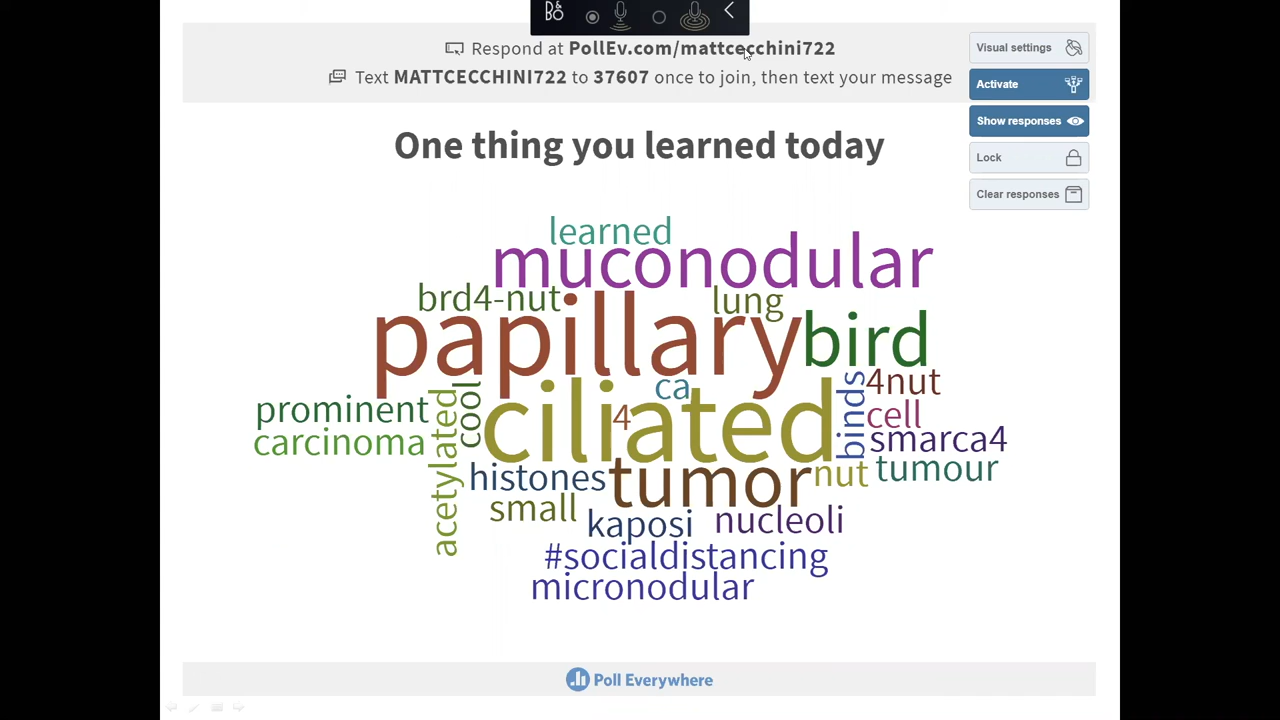 B&O
Respond at PollEv.com/mattcecchini722
Text MATTCECCHINI722 to 37607 once to join, then text your message
Visual settings
Activate
Show responses
Lock
Clear responses
One thing you learned today
learned
muconodular
brd4-nut
lung
papillary
bird
ca
4nut
prominent
acetylated
cool
ciliated
4
binds
cell
carcinoma
smarca4
histones
tumor
nut
tumour
small
kaposi
nucleoli
#socialdistancing
micronodular
Poll Everywhere